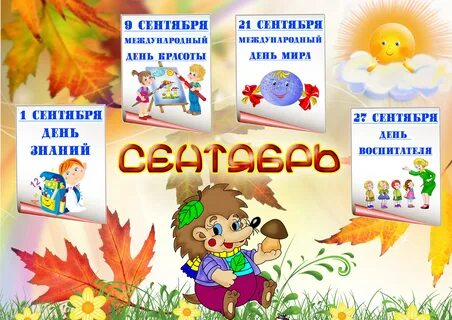 9 СЕНТЯБРЯ
МЕЖДУНАРОДНЫЙ
ДЕНЬ КРАСОТЫ
21 СЕНТЯБРЯ
МЕЖДУНАРОДНЫЙ
ДЕНЬ МИРА
1 СЕНТЯБРЯ
ДЕНЬ
ЗНАНИЙ
27 СЕНТЯБРЯ
ДЕНЬ
ВОСПИТАТЕЛЯ
СЕНТЯБРЬ